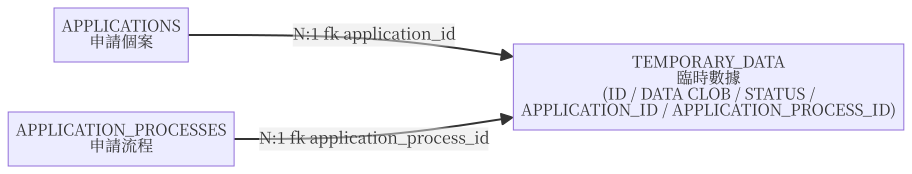 APPLICATIONS
申請個案
N:1 fk application_id
APPLICATION_PROCESSES
申請流程
N:1 fk application_process_id
TEMPORARY_DATA
臨時數據
(ID / DATA CLOB / STATUS /
APPLICATION_ID / APPLICATION_PROCESS_ID)